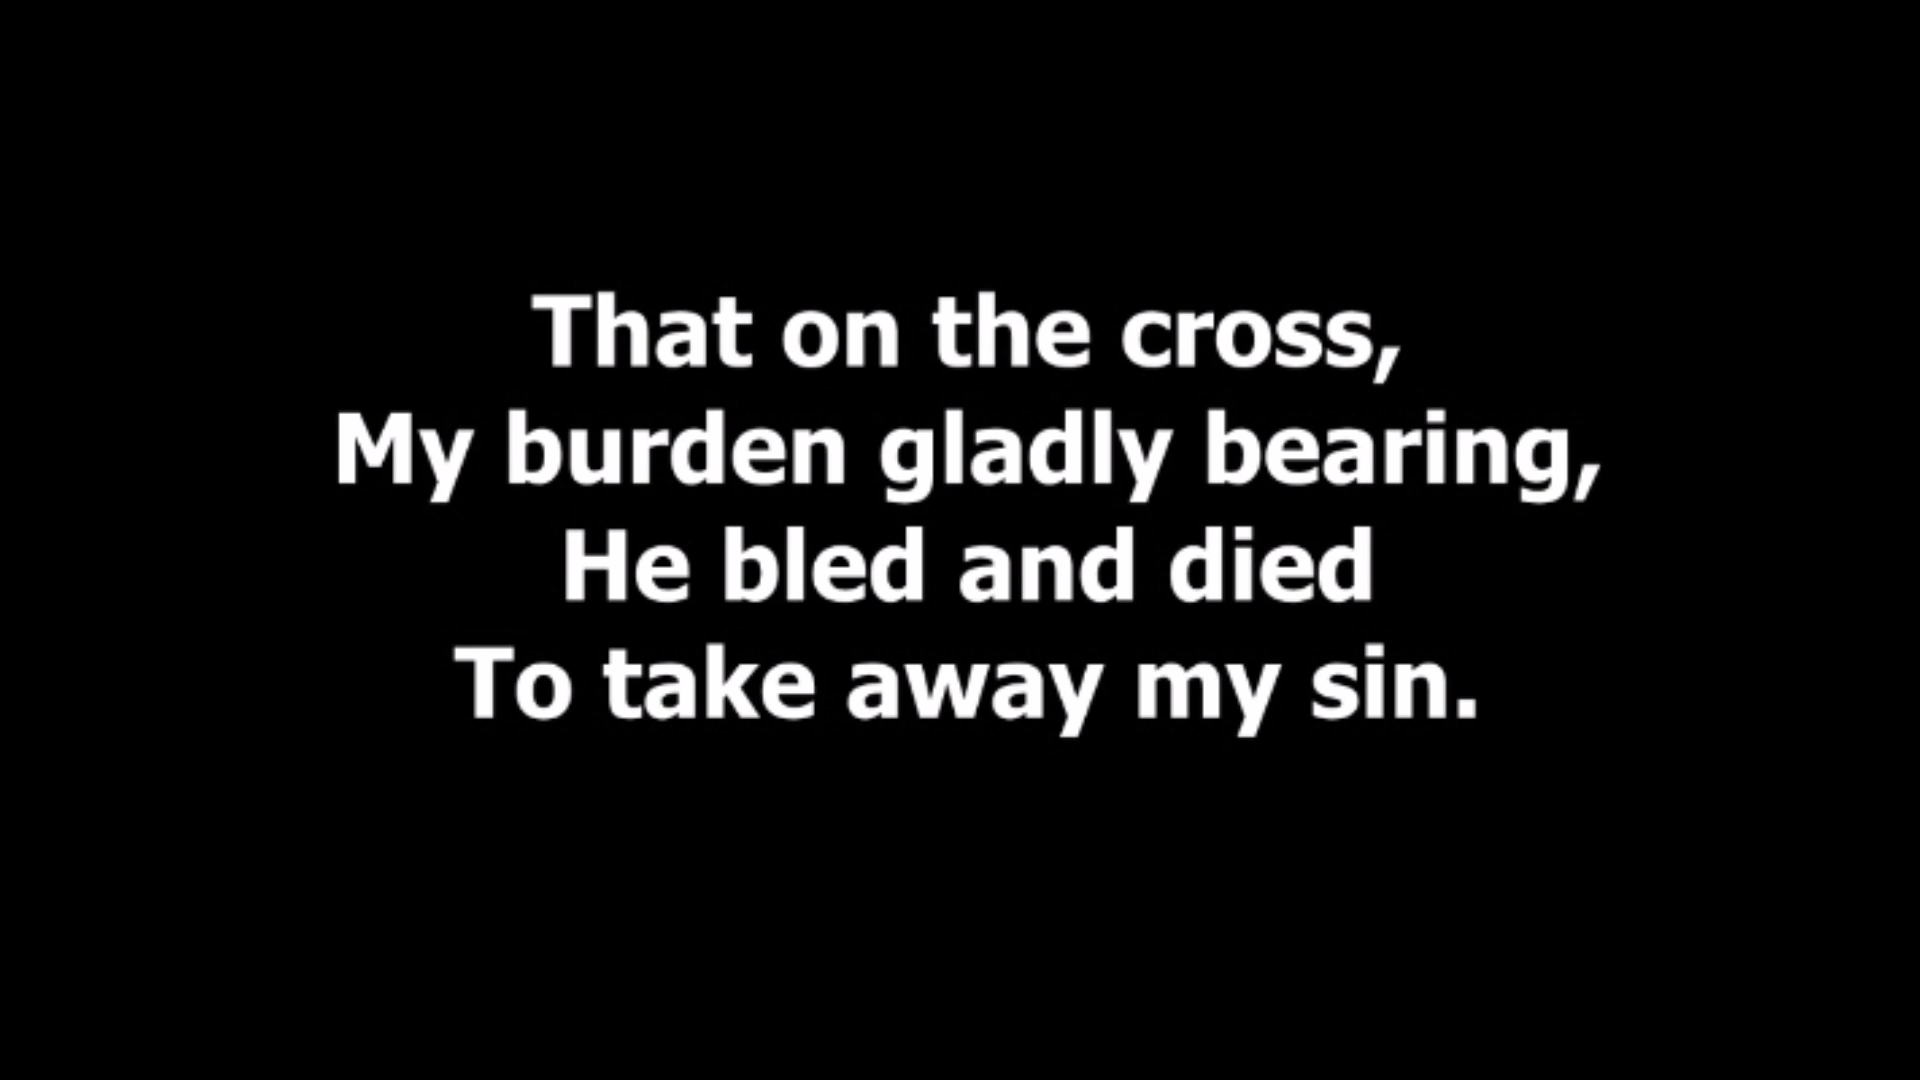 That on the cross,
My burden gladly bearing,
He bled and died
To take away my sin.